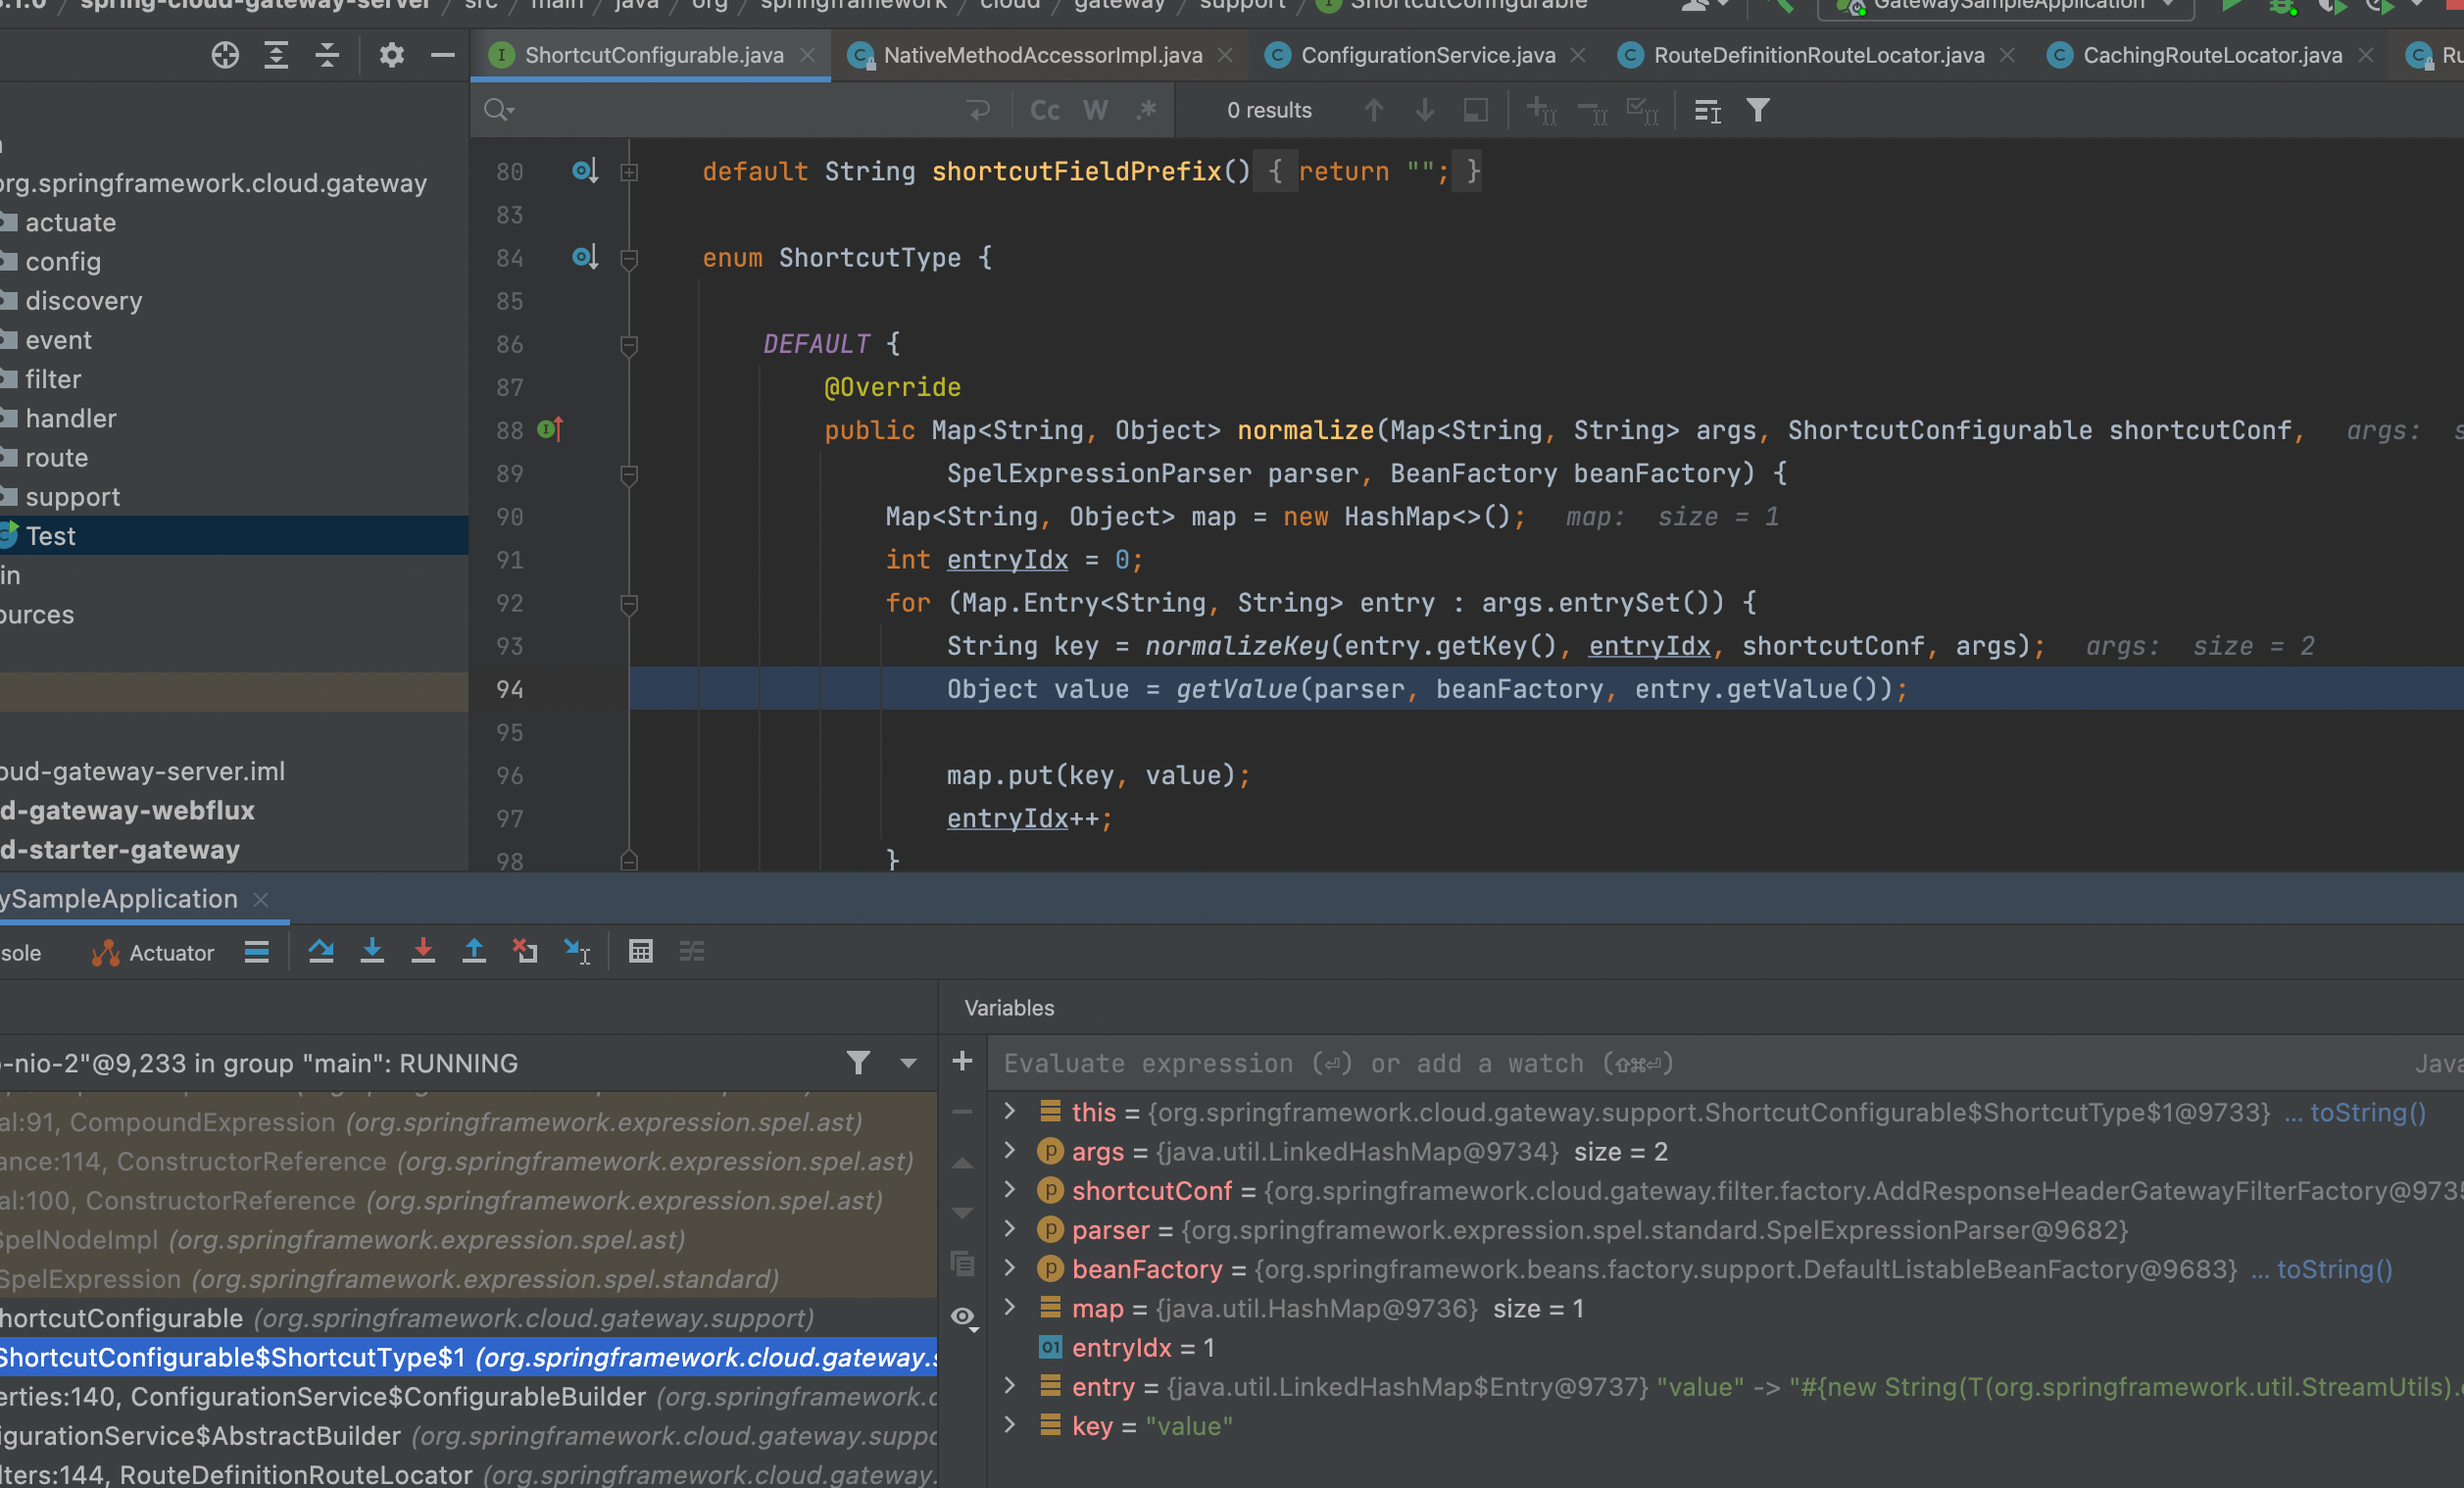 spring-cloud-gateway-server / src / main / java / org / springframework / cloud / gateway / support / ShortcutConfigurable
GatewaySampleApplication
ShortcutConfigurable.java
NativeMethodAccessorImpl.java
ConfigurationService.java
RouteDefinitionRouteLocator.java
CachingRouteLocator.java
Cc W .*
0 results
org.springframework.cloud.gateway
actuate
config
discovery
event
filter
handler
route
support
Test
in
ources
oud-gateway-server.iml
d-gateway-webflux
d-starter-gateway
80 default String shortcutFieldPrefix() { return ""; }
83
84 enum ShortcutType {
85
86 DEFAULT {
87 @Override
88 public Map<String, Object> normalize(Map<String, String> args, ShortcutConfigurable shortcutConf, args: s
89 SpelExpressionParser parser, BeanFactory beanFactory) {
90 Map<String, Object> map = new HashMap<>(); map: size = 1
91 int entryIdx = 0;
92 for (Map.Entry<String, String> entry : args.entrySet()) {
93 String key = normalizeKey(entry.getKey(), entryIdx, shortcutConf, args); args: size = 2
94 Object value = getValue(parser, beanFactory, entry.getValue());
95
96 map.put(key, value);
97 entryIdx++;
98 }
ySampleApplication
sole
Actuator
Variables
-nio-2"@9,233 in group "main": RUNNING
al:91, CompoundExpression (org.springframework.expression.spel.ast)
ance:114, ConstructorReference (org.springframework.expression.spel.ast)
al:100, ConstructorReference (org.springframework.expression.spel.ast)
SpelNodeImpl (org.springframework.expression.spel.ast)
SpelExpression (org.springframework.expression.spel.standard)
hortcutConfigurable (org.springframework.cloud.gateway.support)
ShortcutConfigurable$ShortcutType$1 (org.springframework.cloud.gateway.s
erties:140, ConfigurationService$ConfigurableBuilder (org.springframework.c
igurationService$AbstractBuilder (org.springframework.cloud.gateway.suppo
lters:144, RouteDefinitionRouteLocator (org.springframework.cloud.gateway.
Evaluate expression (⏎) or add a watch (⇧⌘⏎)
Java
this = {org.springframework.cloud.gateway.support.ShortcutConfigurable$ShortcutType$1@9733} ... toString()
args = {java.util.LinkedHashMap@9734} size = 2
shortcutConf = {org.springframework.cloud.gateway.filter.factory.AddResponseHeaderGatewayFilterFactory@9735
parser = {org.springframework.expression.spel.standard.SpelExpressionParser@9682}
beanFactory = {org.springframework.beans.factory.support.DefaultListableBeanFactory@9683} ... toString()
map = {java.util.HashMap@9736} size = 1
entryIdx = 1
entry = {java.util.LinkedHashMap$Entry@9737} "value" -> "#{new String(T(org.springframework.util.StreamUtils).
key = "value"